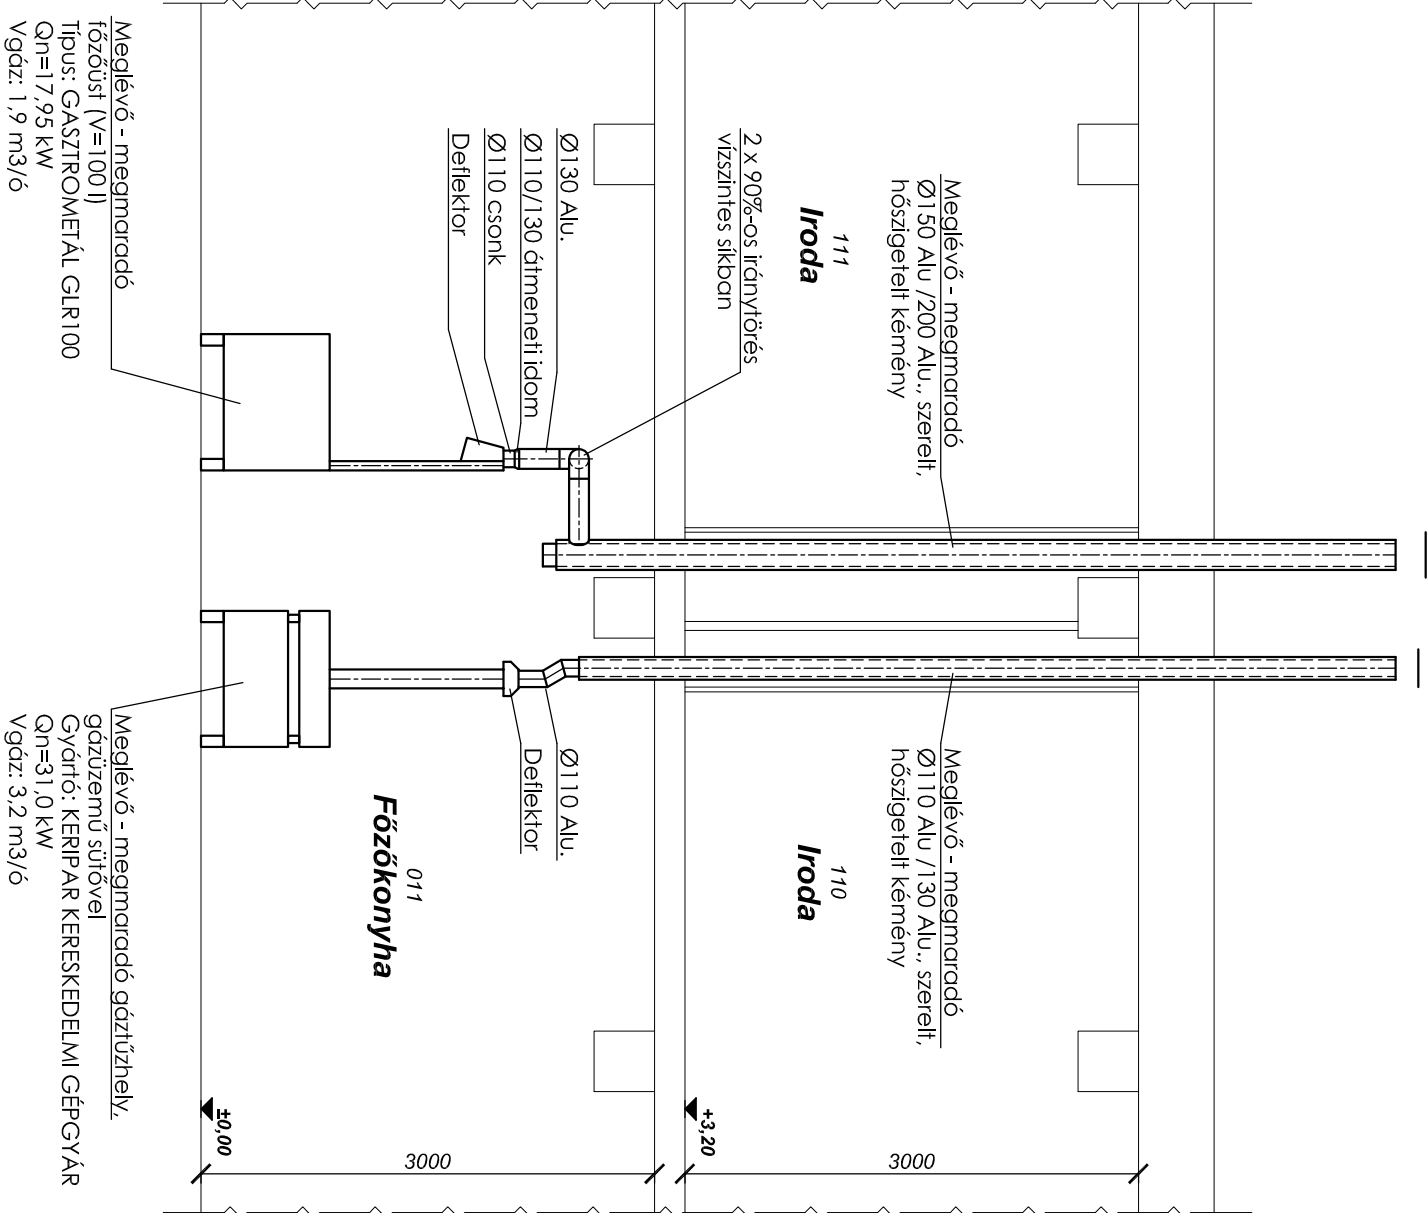 Meglévő - megmaradó
Ø150 Alu /200 Alu., szerelt,
hőszigetelt kémény
Meglévő - megmaradó
Ø110 Alu /130 Alu., szerelt,
hőszigetelt kémény
111
Iroda
110
Iroda
+3,20
3000
2 x 90%-os iránytörés
vízszintes síkban
Ø130 Alu.
Ø110/130 átmeneti idom
Ø110 csonk
Deflektor
Ø110 Alu.
Deflektor
011
Főzőkonyha
±0,00
3000
Meglévő - megmaradó
főzőüst (V=100 l)
Típus: GASZTROMETÁL GLR100
Qn=17,95 kW
Vgáz: 1,9 m3/ó
Meglévő - megmaradó gáztűzhely,
gázüzemű sütővel
Gyártó: KERIPAR KERESKEDELMI GÉPGYÁR
Qn=31,0 kW
Vgáz: 3,2 m3/ó